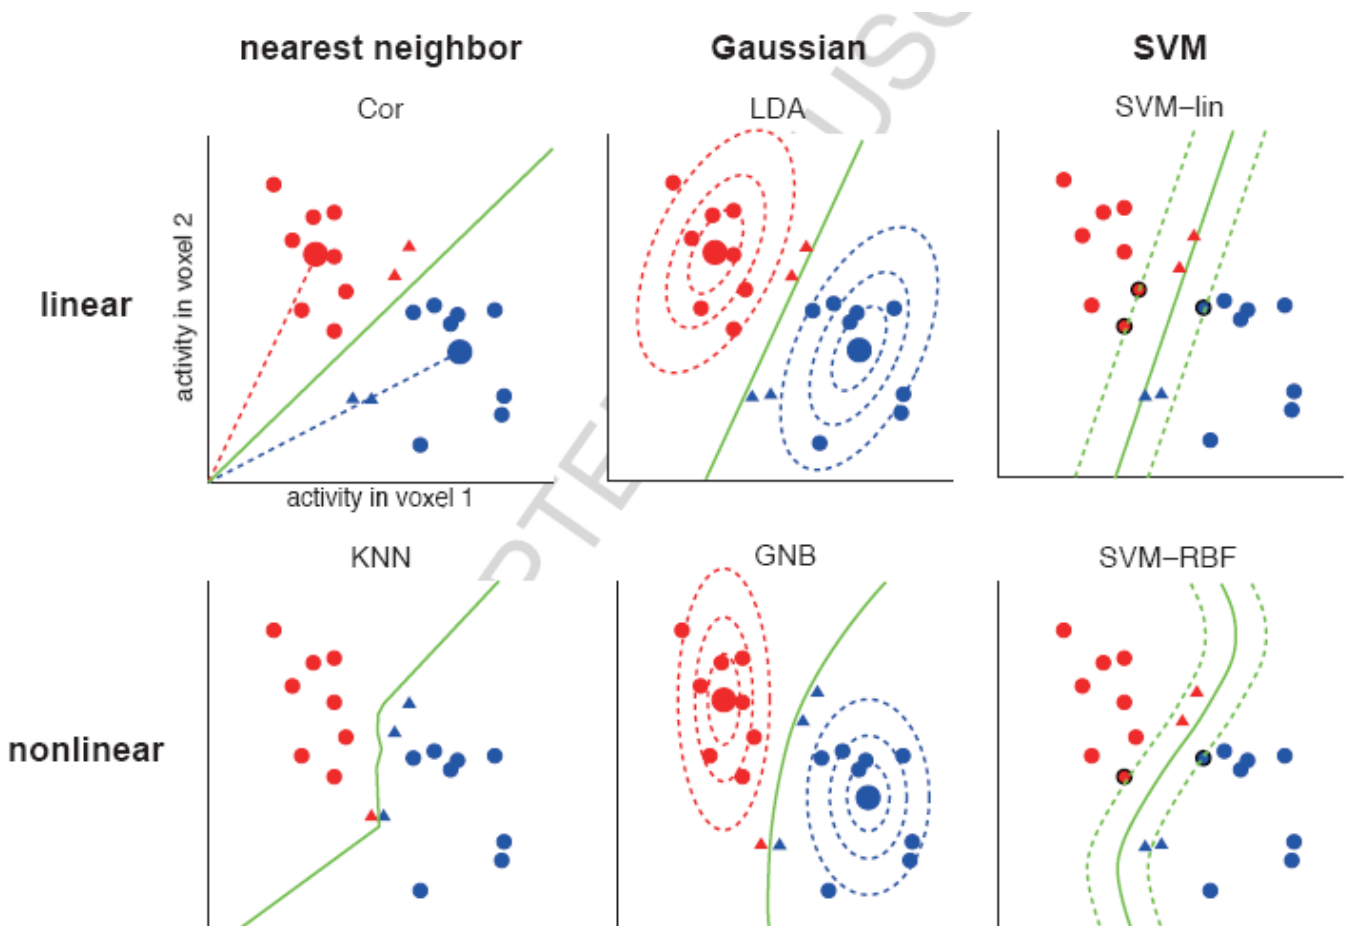 nearest neighbor Gaussian SVM
Cor LDA SVM–lin
linear
activity in voxel 2
activity in voxel 1
KNN GNB SVM–RBF
nonlinear